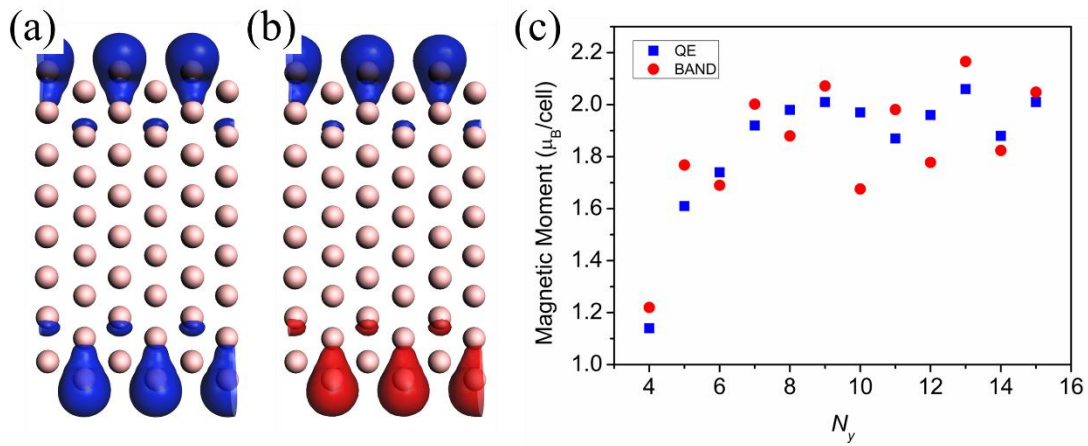 (a)
(b)
(c)
QE
BAND
Magnetic Moment (μB/cell)
2.2
2.0
1.8
1.6
1.4
1.2
1.0
4 6 8 10 12 14 16
Ny